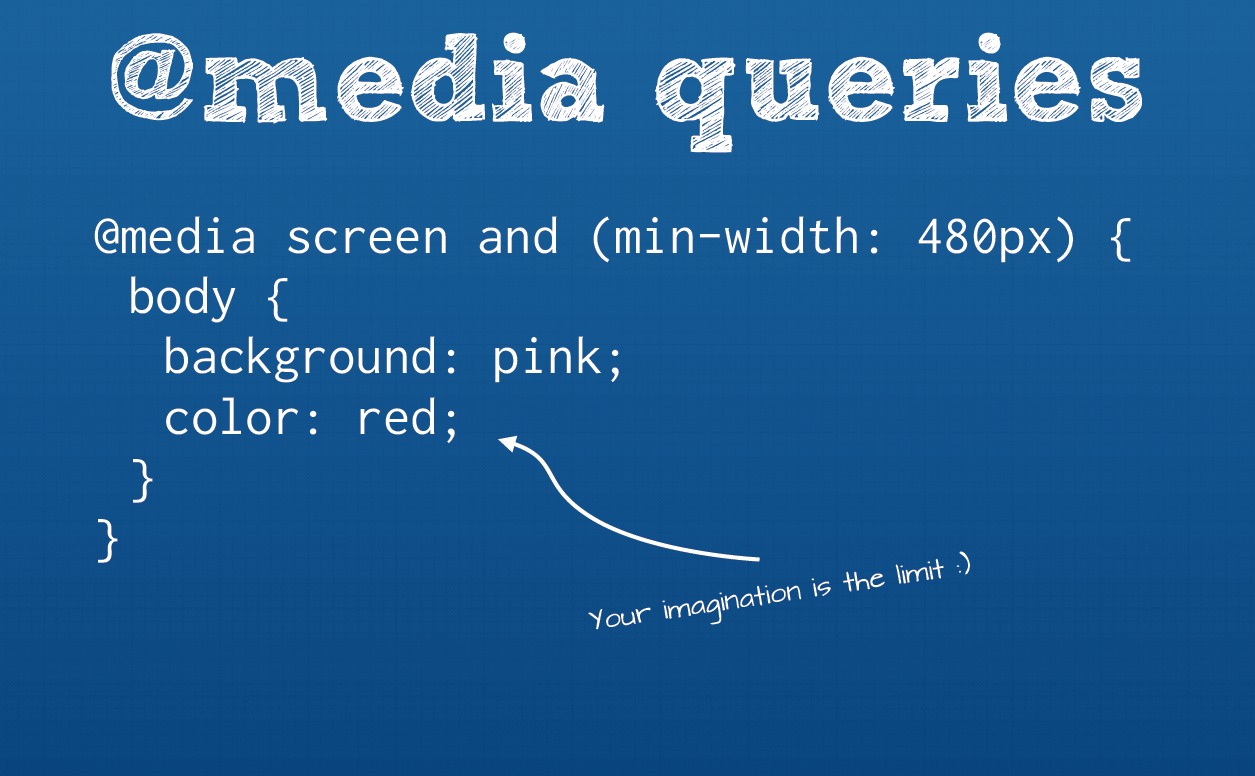 @media queries
@media screen and (min-width: 480px) {
body {
background: pink;
color: red;
}
}
Your imagination is the limit :)